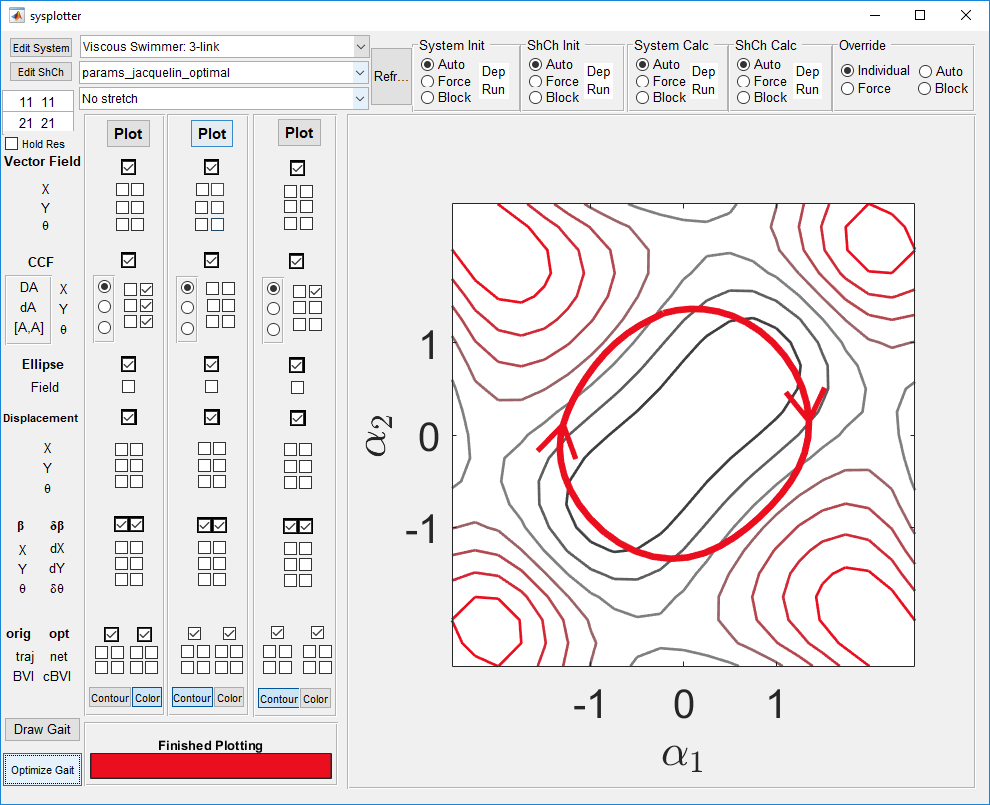 sysplotter
Edit System
Viscous Swimmer: 3-link
Edit ShCh
params_jacquelin_optimal
No stretch
Refr...
System Init
Auto
Force
Block
Dep
Run
ShCh Init
Auto
Force
Block
Dep
Run
System Calc
Auto
Force
Block
Dep
Run
ShCh Calc
Auto
Force
Block
Dep
Run
Override
Individual
Auto
Force
Block
11 11
21 21
Hold Res
Plot
Plot
Plot
Vector Field
X
Y
θ
CCF
DA
X
dA
Y
[A,A]
θ
Ellipse
Field
Displacement
X
Y
θ
β δβ
X dX
Y dY
θ δθ
orig opt
traj net
BVI cBVI
Contour Color
Contour Color
Contour Color
Draw Gait
Optimize Gait
Finished Plotting
1
0
-1
α2
-1 0 1
α1